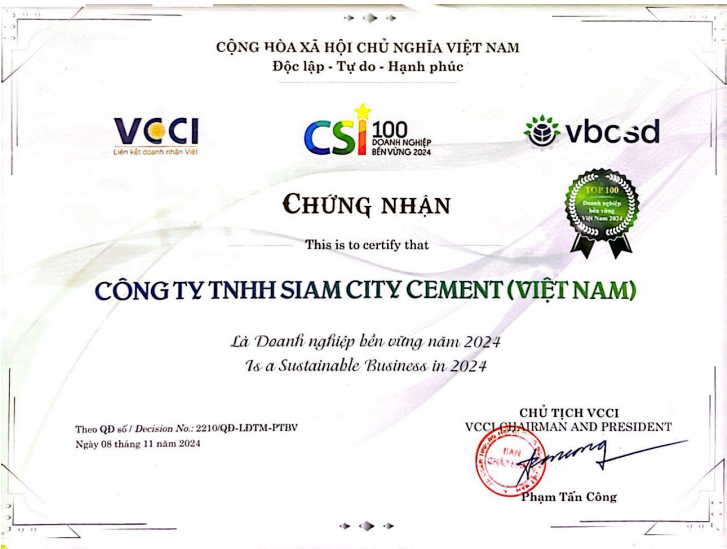 CỘNG HÒA XÃ HỘI CHỦ NGHĨA VIỆT NAM
Độc lập - Tự do - Hạnh phúc
VCCI
Liên kết doanh nhân Việt
CSI 100
DOANH NGHIỆP
BỀN VỮNG 2024
vbcsd
CHỨNG NHẬN
TOP 100
Doanh nghiệp
bền vững
Việt Nam 2024
This is to certify that
CÔNG TY TNHH SIAM CITY CEMENT (VIỆT NAM)
Là Doanh nghiệp bền vững năm 2024
Is a Sustainable Business in 2024
Theo QĐ số / Decision No.: 2210/QĐ-LĐTM-PTBV
Ngày 08 tháng 11 năm 2024
CHỦ TỊCH VCCI
VCCI CHAIRMAN AND PRESIDENT
BAN
Phạm Tấn Công